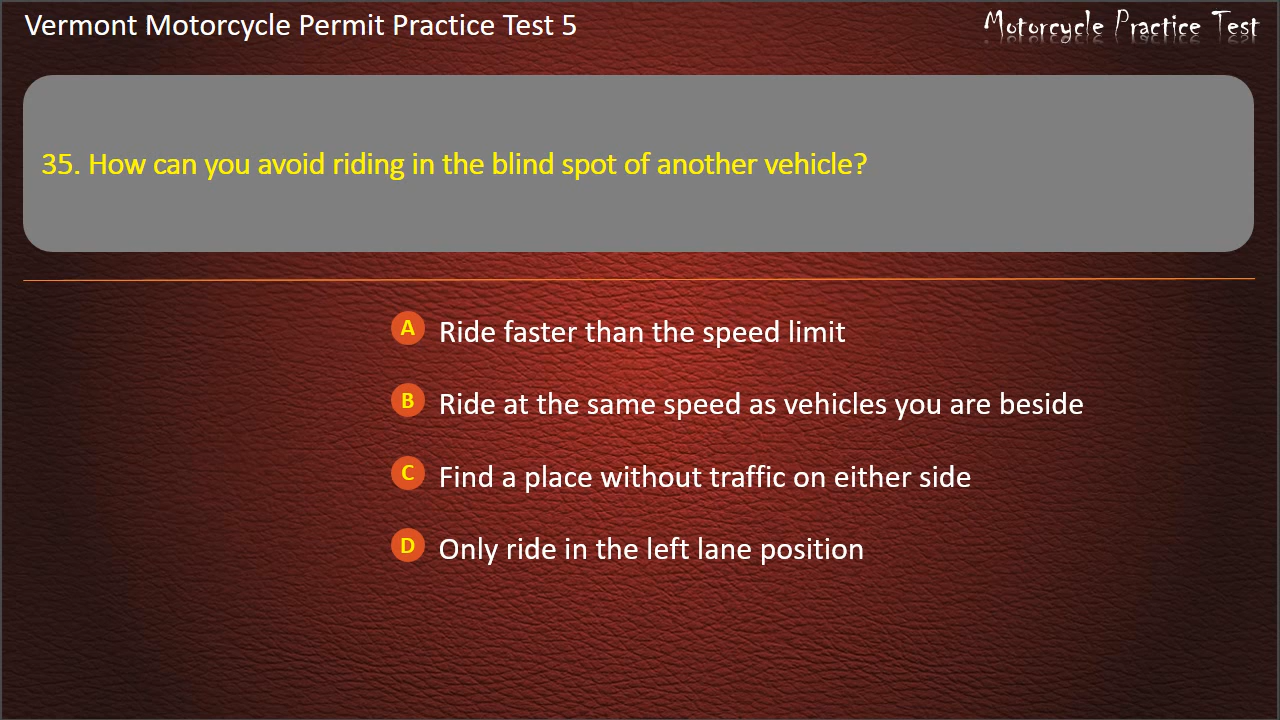 Vermont Motorcycle Permit Practice Test 5
Motorcycle Practice Test
35. How can you avoid riding in the blind spot of another vehicle?
A Ride faster than the speed limit
B Ride at the same speed as vehicles you are beside
C Find a place without traffic on either side
D Only ride in the left lane position